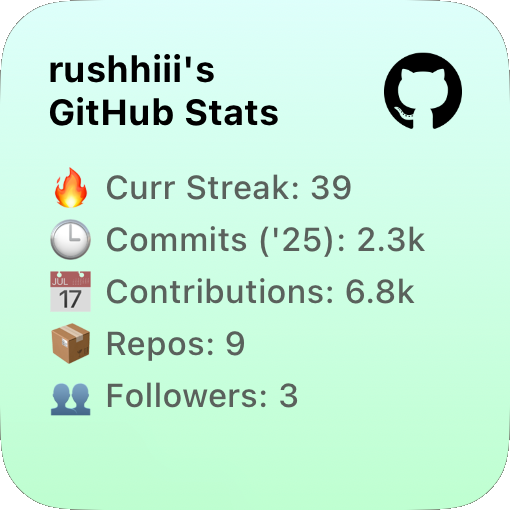 rushhiii's
GitHub Stats
🔥 Curr Streak: 39
🕒 Commits ('25): 2.3k
📅 Contributions: 6.8k
JUL
17
📦 Repos: 9
👥 Followers: 3